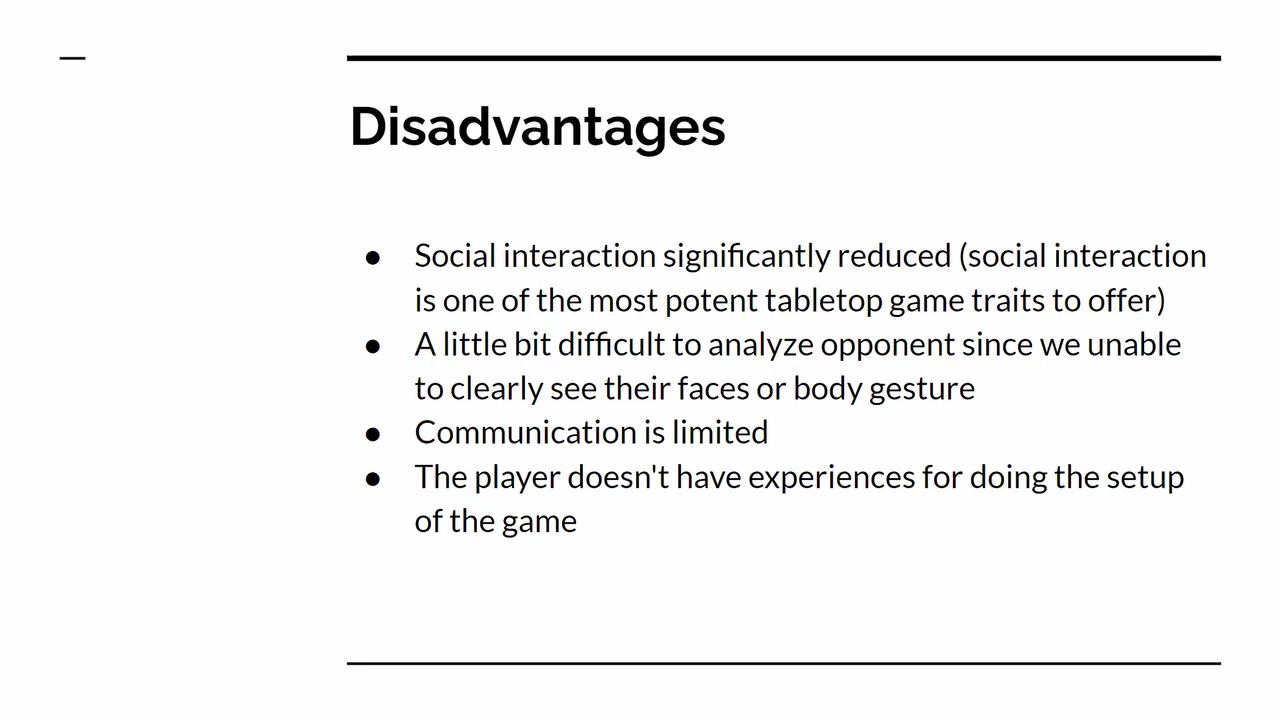 Disadvantages
● Social interaction significantly reduced (social interaction
is one of the most potent tabletop game traits to offer)
● A little bit difficult to analyze opponent since we unable
to clearly see their faces or body gesture
● Communication is limited
● The player doesn't have experiences for doing the setup
of the game